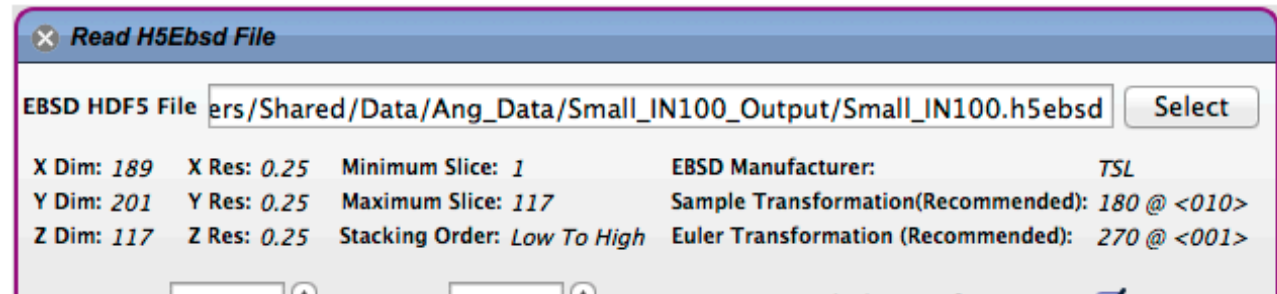 Read H5Ebsd File
EBSD HDF5 File ers/Shared/Data/Ang_Data/Small_IN100_Output/Small_IN100.h5ebsd Select
X Dim: 189 X Res: 0.25 Minimum Slice: 1 EBSD Manufacturer: TSL
Y Dim: 201 Y Res: 0.25 Maximum Slice: 117 Sample Transformation(Recommended): 180 @ <010>
Z Dim: 117 Z Res: 0.25 Stacking Order: Low To High Euler Transformation (Recommended): 270 @ <001>